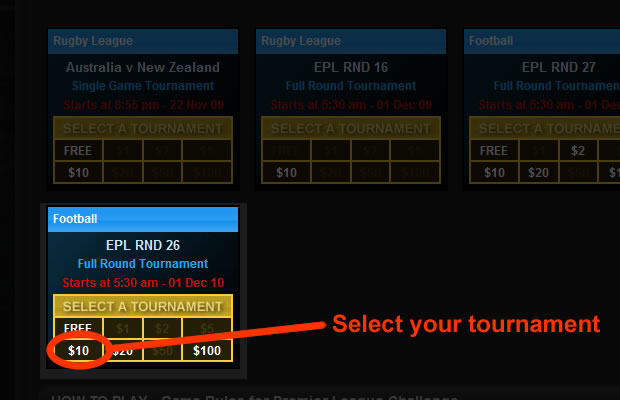 Rugby League
Australia v New Zealand
Single Game Tournament
Starts at 8:55 pm - 22 Nov 09
SELECT A TOURNAMENT
FREE $1 $2 $5
$10 $20 $50 $100
Rugby League
EPL RND 16
Full Round Tournament
Starts at 5:30 am - 01 Dec 09
SELECT A TOURNAMENT
FREE $1 $2 $5
$10 $20 $50 $100
Football
EPL RND 27
Full Round Tournament
Starts at 5:30 am - 01 De
SELECT A TOURNAME
FREE $1 $2
$10 $20 $50
Football
EPL RND 26
Full Round Tournament
Starts at 5:30 am - 01 Dec 10
SELECT A TOURNAMENT
FREE $1 $2 $5
$10 $20 $50 $100
Select your tournament
HOW TO PLAY - Game Rules for Premier League Challenge